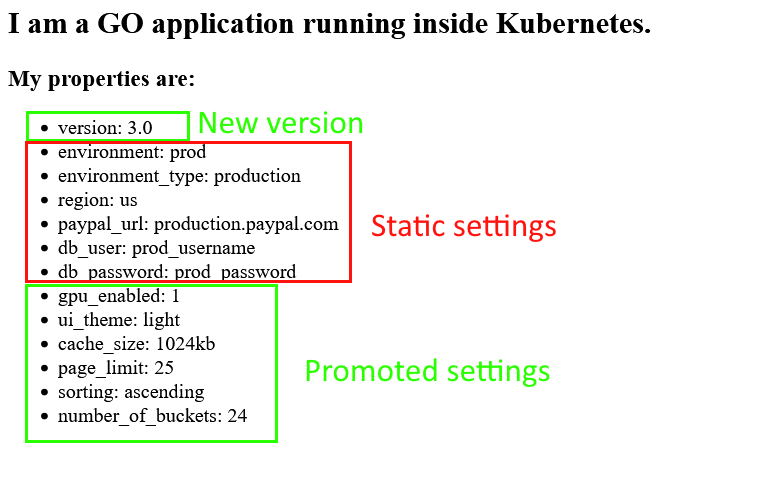 I am a GO application running inside Kubernetes.
My properties are:
• version: 3.0
New version
• environment: prod
• environment_type: production
• region: us
• paypal_url: production.paypal.com
• db_user: prod_username
• db_password: prod_password
Static settings
• gpu_enabled: 1
• ui_theme: light
• cache_size: 1024kb
• page_limit: 25
• sorting: ascending
• number_of_buckets: 24
Promoted settings